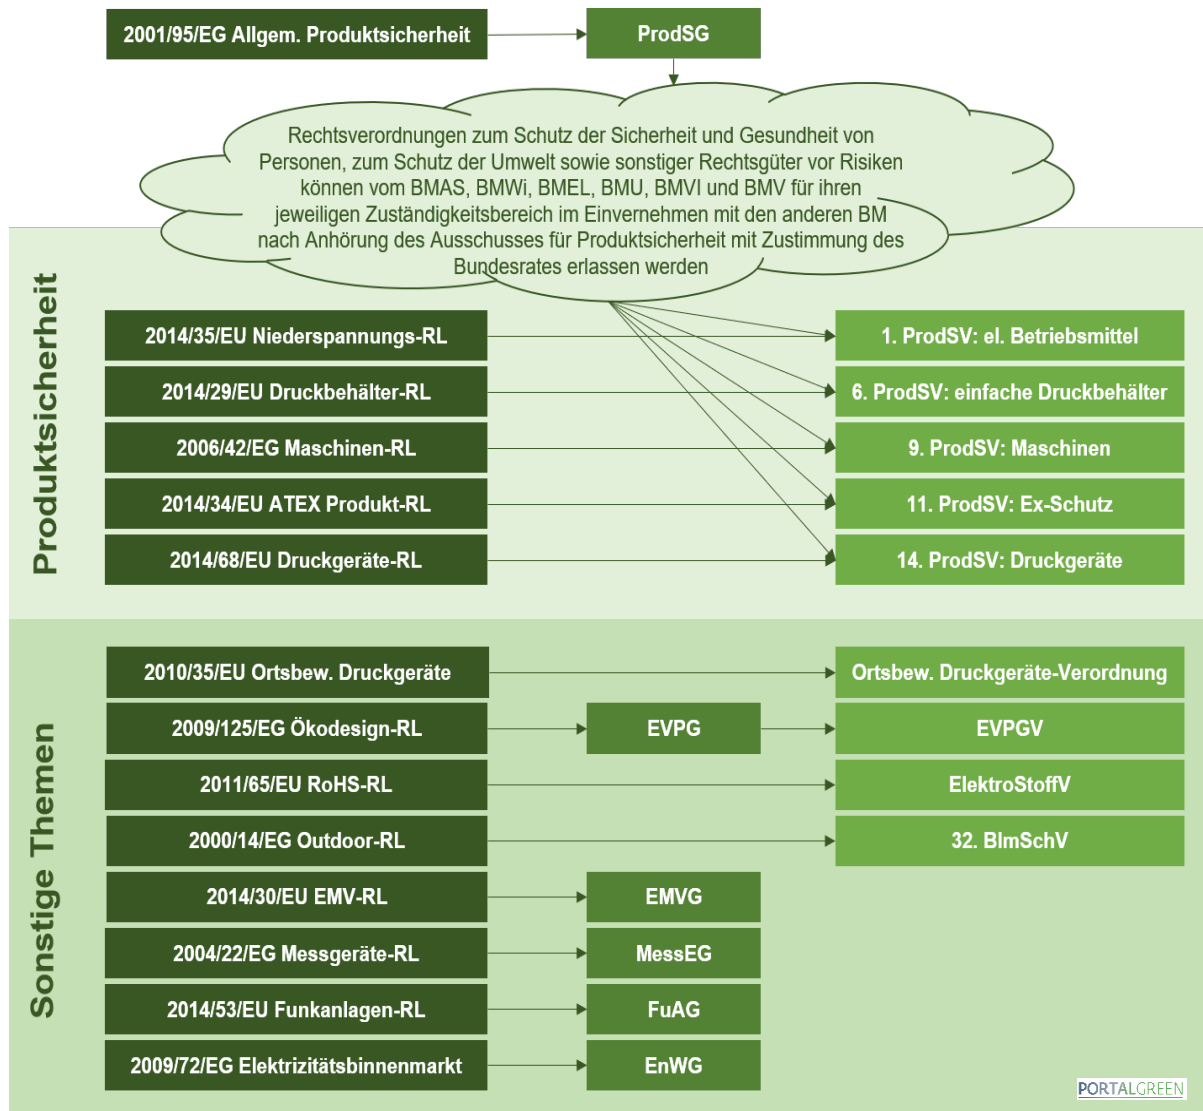 2001/95/EG Allgem. Produktsicherheit
ProdSG
Rechtsverordnungen zum Schutz der Sicherheit und Gesundheit von
Personen, zum Schutz der Umwelt sowie sonstiger Rechtsgüter vor Risiken
können vom BMAS, BMWi, BMEL, BMU, BMVI und BMV für ihren
jeweiligen Zuständigkeitsbereich im Einvernehmen mit den anderen BM
nach Anhörung des Ausschusses für Produktsicherheit mit Zustimmung des
Bundesrates erlassen werden
Produktsicherheit
2014/35/EU Niederspannungs-RL
1. ProdSV: el. Betriebsmittel
2014/29/EU Druckbehälter-RL
6. ProdSV: einfache Druckbehälter
2006/42/EG Maschinen-RL
9. ProdSV: Maschinen
2014/34/EU ATEX Produkt-RL
11. ProdSV: Ex-Schutz
2014/68/EU Druckgeräte-RL
14. ProdSV: Druckgeräte
Sonstige Themen
2010/35/EU Ortsbew. Druckgeräte
Ortsbew. Druckgeräte-Verordnung
2009/125/EG Ökodesign-RL
EVPG
EVPGV
2011/65/EU RoHS-RL
ElektroStoffV
2000/14/EG Outdoor-RL
32. BImSchV
2014/30/EU EMV-RL
EMVG
2004/22/EG Messgeräte-RL
MessEG
2014/53/EU Funkanlagen-RL
FuAG
2009/72/EG Elektrizitätsbinnenmarkt
EnWG
PORTALGREEN